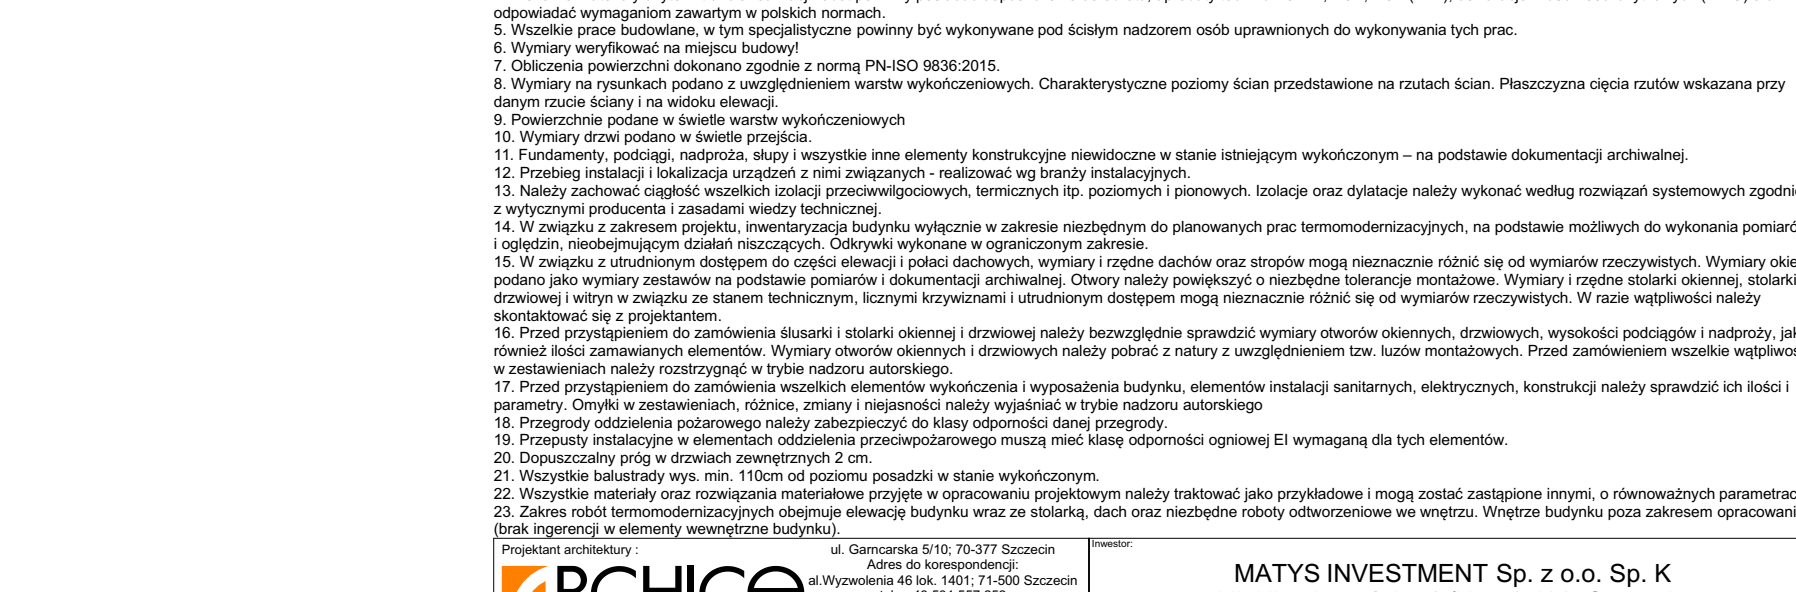 odpowiadać wymaganiom zawartym w polskich normach.
5. Wszelkie prace budowlane, w tym specjalistyczne powinny być wykonywane pod ścisłym nadzorem osób uprawnionych do wykonywania tych prac.
6. Wymiary weryfikować na miejscu budowy!
7. Obliczenia powierzchni dokonano zgodnie z normą PN-ISO 9836:2015.
8. Wymiary na rysunkach podano z uwzględnieniem warstw wykończeniowych. Charakterystyczne poziomy ścian przedstawione na rzutach ścian. Płaszczyzna cięcia rzutów wskazana przy
danym rzucie ściany i na widoku elewacji.
9. Powierzchnie podane w świetle warstw wykończeniowych
10. Wymiary drzwi podano w świetle przejścia.
11. Fundamenty, podciągi, nadproża, słupy i wszystkie inne elementy konstrukcyjne niewidoczne w stanie istniejącym wykończonym – na podstawie dokumentacji archiwalnej.
12. Przebieg instalacji i lokalizacja urządzeń z nimi związanych - realizować wg branży instalacyjnych.
13. Należy zachować ciągłość wszelkich izolacji przeciwwilgociowych, termicznych itp. poziomych i pionowych. Izolacje oraz dylatacje należy wykonać według rozwiązań systemowych zgodni
z wytycznymi producenta i zasadami wiedzy technicznej.
14. W związku z zakresem projektu, inwentaryzacja budynku wyłącznie w zakresie niezbędnym do planowanych prac termomodernizacyjnych, na podstawie możliwych do wykonania pomiaró
i oględzin, nieobejmującym działań niszczących. Odkrywki wykonane w ograniczonym zakresie.
15. W związku z utrudnionym dostępem do części elewacji i połaci dachowych, wymiary i rzędne dachów oraz stropów mogą nieznacznie różnić się od wymiarów rzeczywistych. Wymiary okie
podano jako wymiary zestawów na podstawie pomiarów i dokumentacji archiwalnej. Otwory należy powiększyć o niezbędne tolerancje montażowe. Wymiary i rzędne stolarki okiennej, stolarki
drzwiowej i witryn w związku ze stanem technicznym, licznymi krzywiznami i utrudnionym dostępem mogą nieznacznie różnić się od wymiarów rzeczywistych. W razie wątpliwości należy
skontaktować się z projektantem.
16. Przed przystąpieniem do zamówienia ślusarki i stolarki okiennej i drzwiowej należy bezwzględnie sprawdzić wymiary otworów okiennych, drzwiowych, wysokości podciągów i nadproży, jak
również ilości zamawianych elementów. Wymiary otworów okiennych i drzwiowych należy pobrać z natury z uwzględnieniem tzw. luzów montażowych. Przed zamówieniem wszelkie wątpliwoś
w zestawieniach należy rozstrzygnąć w trybie nadzoru autorskiego.
17. Przed przystąpieniem do zamówienia wszelkich elementów wykończenia i wyposażenia budynku, elementów instalacji sanitarnych, elektrycznych, konstrukcji należy sprawdzić ich ilości i
parametry. Omyłki w zestawieniach, różnice, zmiany i niejasności należy wyjaśniać w trybie nadzoru autorskiego
18. Przegrody oddzielenia pożarowego należy zabezpieczyć do klasy odporności danej przegrody.
19. Przepusty instalacyjne w elementach oddzielenia przeciwpożarowego muszą mieć klasę odporności ogniowej EI wymaganą dla tych elementów.
20. Dopuszczalny próg w drzwiach zewnętrznych 2 cm.
21. Wszystkie balustrady wys. min. 110cm od poziomu posadzki w stanie wykończonym.
22. Wszystkie materiały oraz rozwiązania materiałowe przyjęte w opracowaniu projektowym należy traktować jako przykładowe i mogą zostać zastąpione innymi, o równoważnych parametrac
23. Zakres robót termomodernizacyjnych obejmuje elewację budynku wraz ze stolarką, dach oraz niezbędne roboty odtworzeniowe we wnętrzu. Wnętrze budynku poza zakresem opracowani
(brak ingerencji w elementy wewnętrzne budynku).
Projektant architektury :
ul. Garncarska 5/10; 70-377 Szczecin
Adres do korespondencji:
al.Wyzwolenia 46 lok. 1401; 71-500 Szczecin
Inwestor:
MATYS INVESTMENT Sp. z o.o. Sp. K